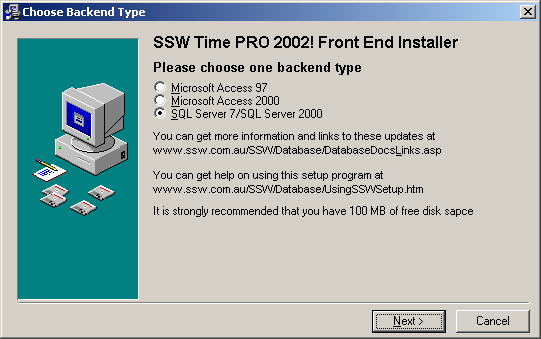 Choose Backend Type
SSW Time PRO 2002! Front End Installer
Please choose one backend type
Microsoft Access 97
Microsoft Access 2000
SQL Server 7/SQL Server 2000
You can get more information and links to these updates at
www.ssw.com.au/SSW/Database/DatabaseDocsLinks.asp
You can get help on using this setup program at
www.ssw.com.au/SSW/Database/UsingSSWSetup.htm
It is strongly recommended that you have 100 MB of free disk sapce
Next >
Cancel